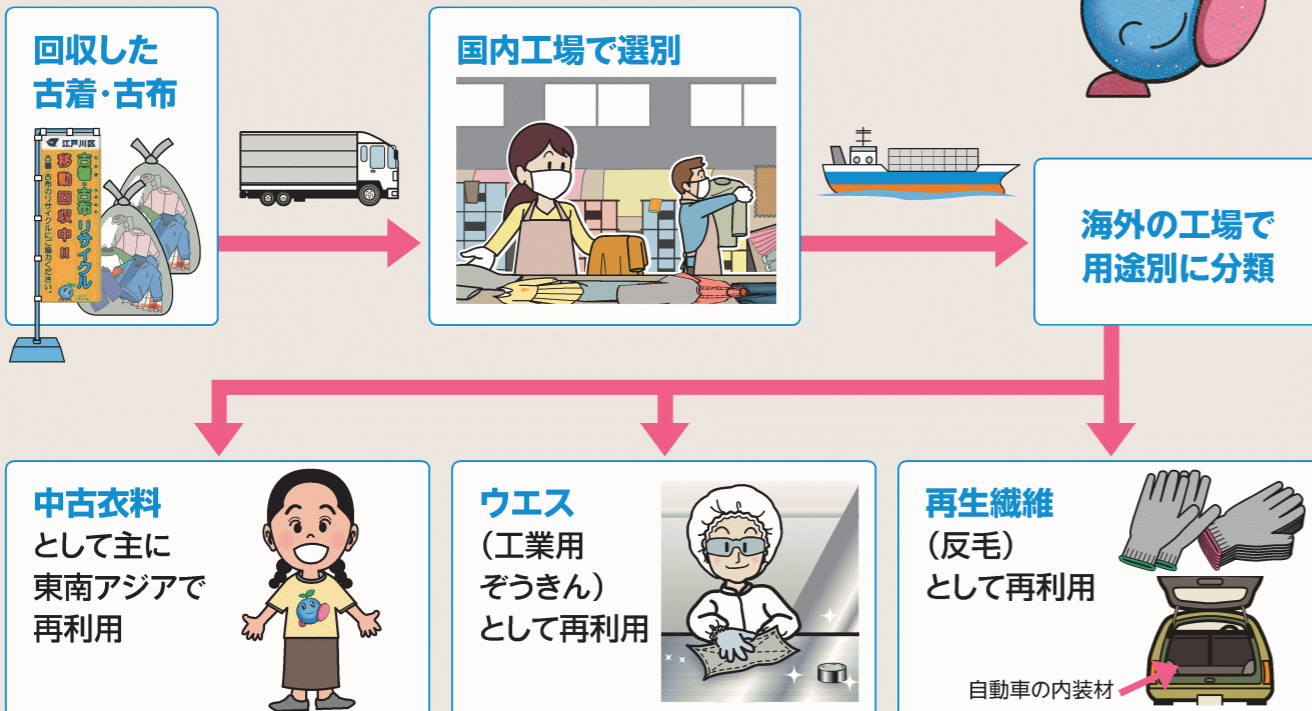 回収した
古着・古布
江戸川区
古着・古布リサイクル
移動回収中!!
古着・古布のリサイクルにご協力ください。
国内工場で選別
海外の工場で
用途別に分類
中古衣料
として主に
東南アジアで
再利用
ウエス
（工業用
ぞうきん）
として再利用
再生繊維
（反毛）
として再利用
自動車の内装材